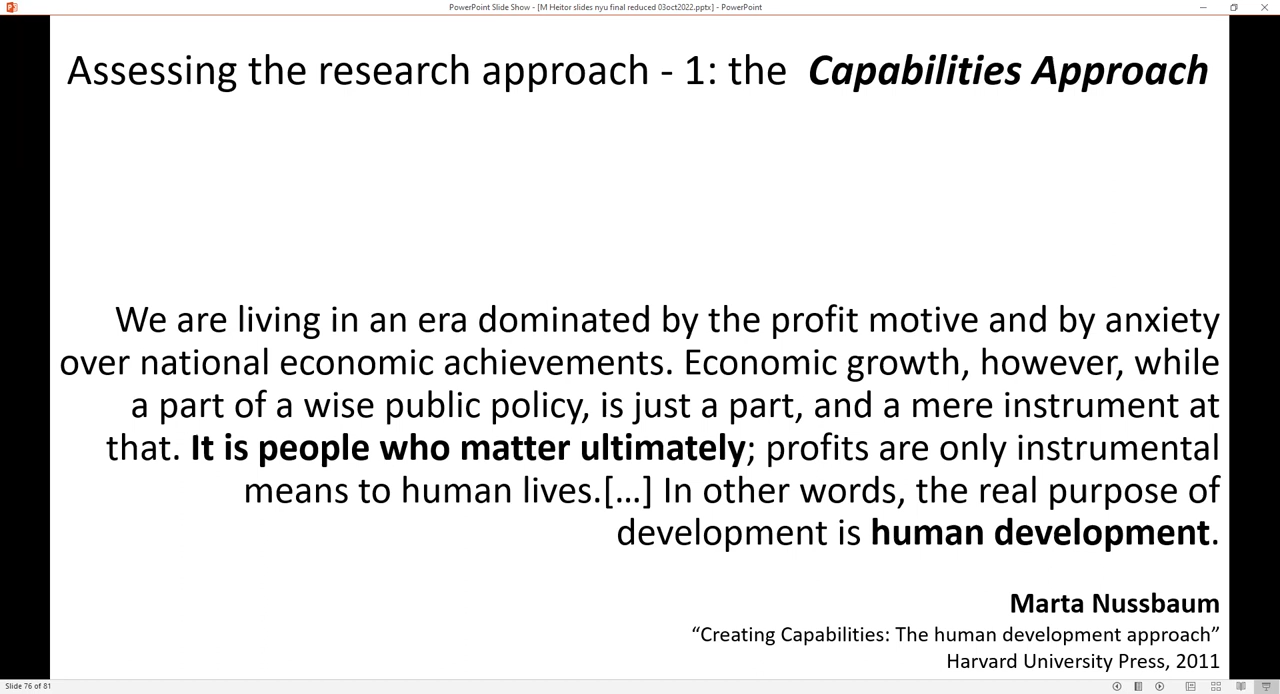 PowerPoint Slide Show - [M Heitor slides nyu final reduced 03oct2022.pptx] - PowerPoint
Assessing the research approach - 1: the Capabilities Approach
We are living in an era dominated by the profit motive and by anxiety
over national economic achievements. Economic growth, however, while
a part of a wise public policy, is just a part, and a mere instrument at
that. It is people who matter ultimately; profits are only instrumental
means to human lives.[...] In other words, the real purpose of
development is human development.
Marta Nussbaum
“Creating Capabilities: The human development approach”
Harvard University Press, 2011
Slide 76 of 81